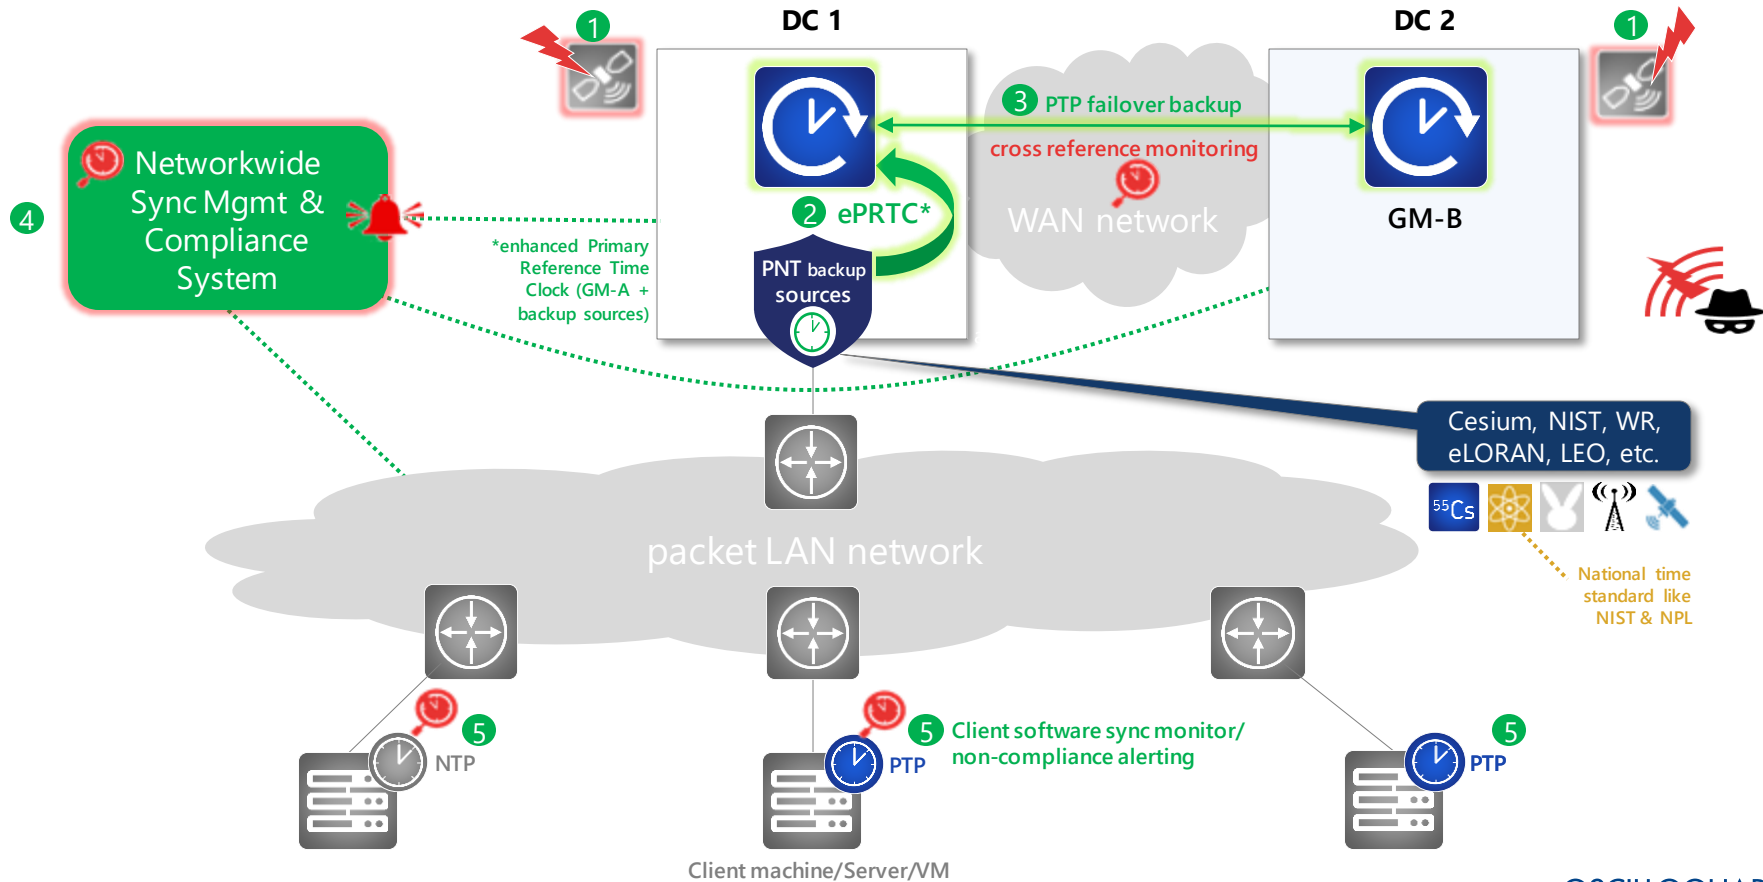 DC 1
DC 2
1
1
3 PTP failover backup
cross reference monitoring
WAN network
GM-B
4
Networkwide
Sync Mgmt &
Compliance
System
2 ePRTC*
*enhanced Primary
Reference Time
Clock (GM-A +
backup sources)
PNT backup
sources
Cesium, NIST, WR,
eLORAN, LEO, etc.
55Cs
National time
standard like
NIST & NPL
packet LAN network
5
NTP
5 Client software sync monitor/
non-compliance alerting
PTP
5
PTP
Client machine/Server/VM